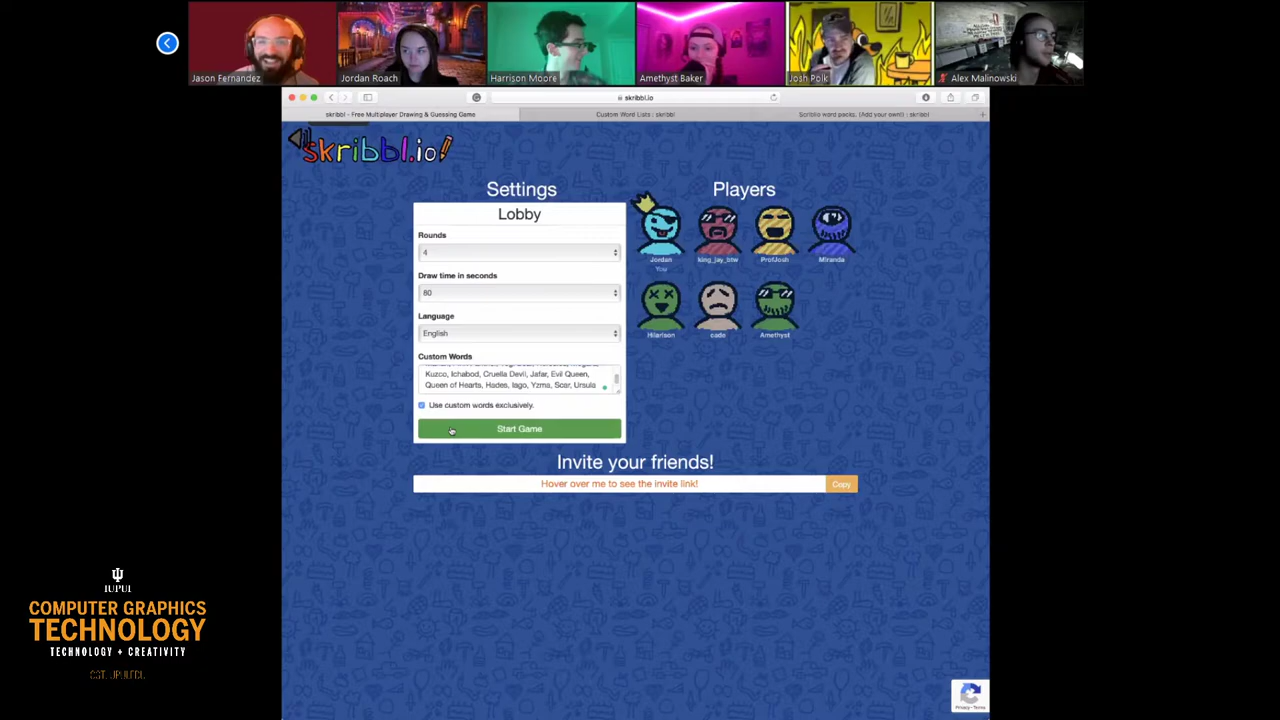 Jason Fernandez
Jordan Roach
Harrison Moore
Amethyst Baker
Josh Polk
Alex Malinowski
skribbl.io
skribbl - Free Multiplayer Drawing & Guessing Game
Custom Word Lists : skribbl
Scriblio word packs. (Add your own!) : skribbl
skribbl.io
Settings
Players
Lobby
Rounds
4
Draw time in seconds
80
Language
English
Custom Words
Kuzco, Ichabod, Cruella Devil, Jafar, Evil Queen,
Queen of Hearts, Hades, Iago, Yzma, Scar, Ursula
Use custom words exclusively.
Start Game
Jordan
You
king_jay_btw
ProfJosh
Miranda
Hilarison
cade
Amethyst
Invite your friends!
Hover over me to see the invite link!
Copy
IUPUI
COMPUTER GRAPHICS
TECHNOLOGY
TECHNOLOGY + CREATIVITY
Privacy - Terms